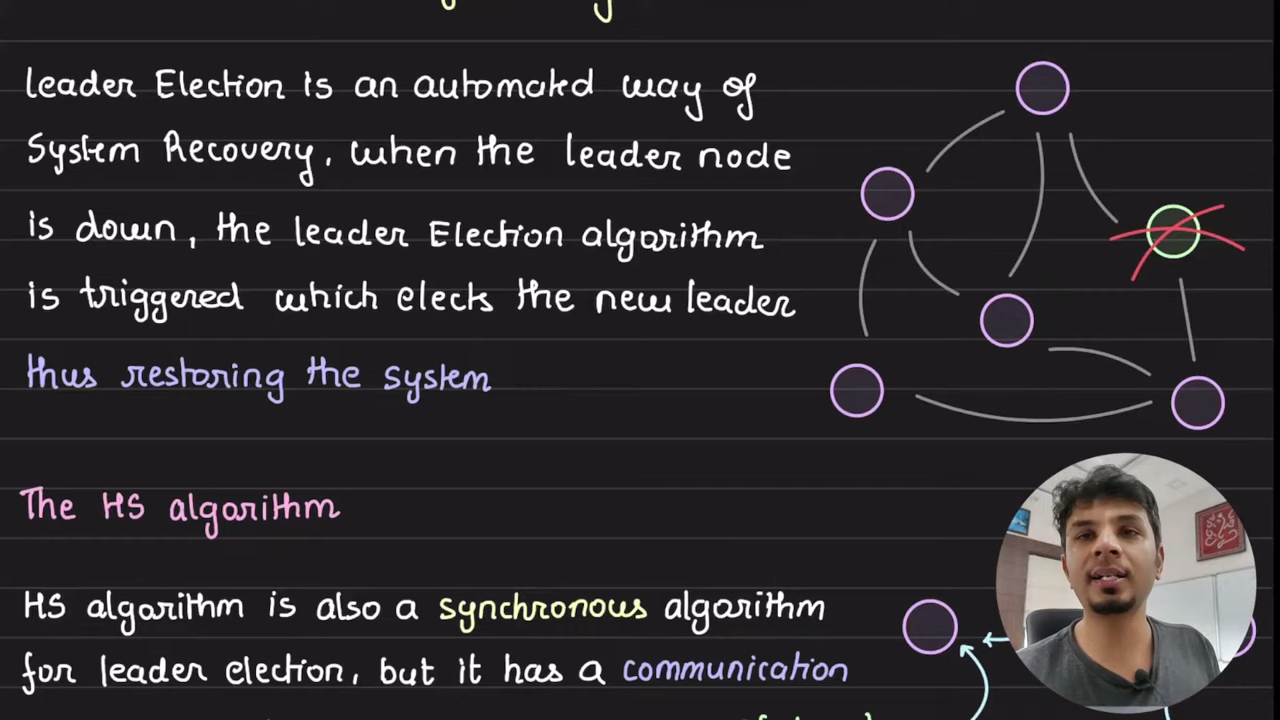 leader Election is an automated way of
System Recovery, when the leader node
is down, the leader Election algorithm
is triggered which elects the new leader
thus restoring the system
The HS algorithm
HS algorithm is also a synchronous algorithm
for leader election, but it has a communication